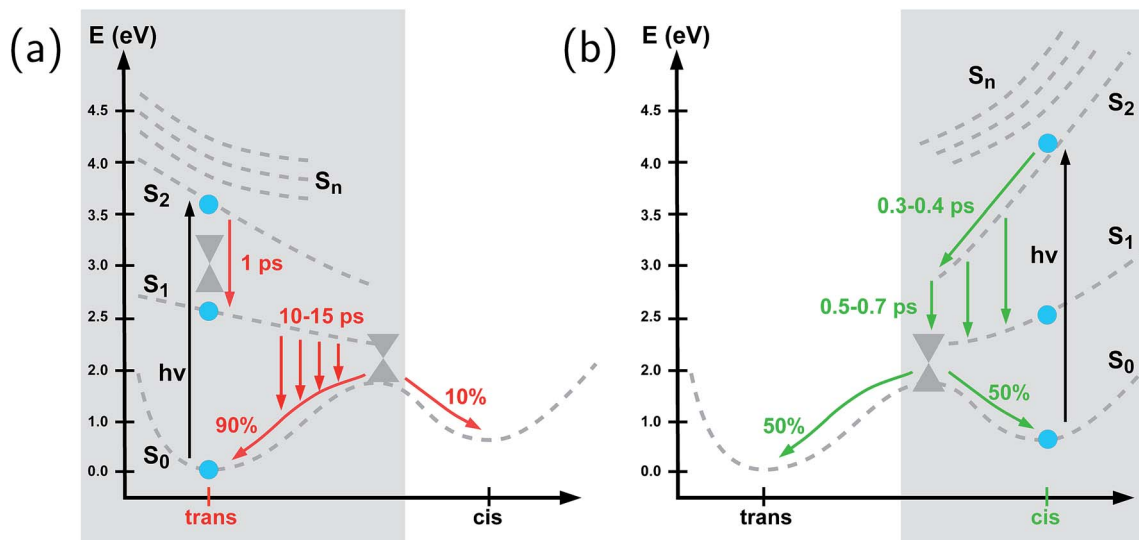 (a)
E (eV)
4.5
4.0
3.5
3.0
2.5
2.0
1.0
0.0
Sn
S2
S1
S0
hν
1 ps
10-15 ps
90%
10%
trans
cis
(b)
E (eV)
4.5
4.0
3.5
3.0
2.5
2.0
1.0
0.0
Sn
S2
S1
S0
0.3-0.4 ps
0.5-0.7 ps
hν
50%
50%
trans
cis